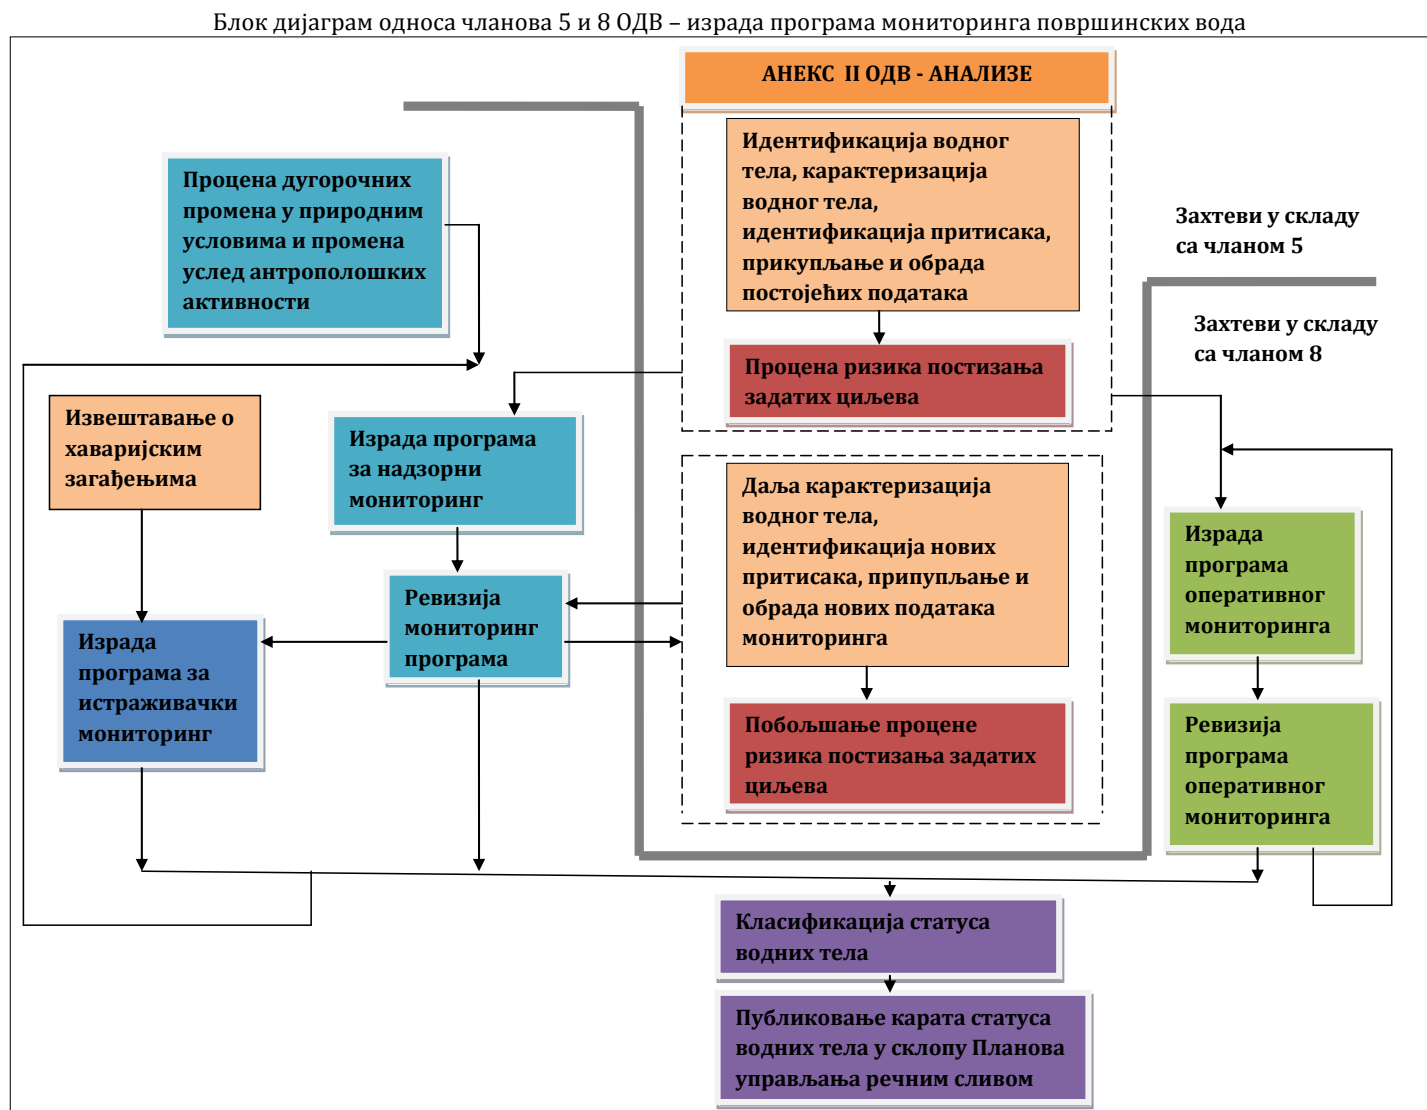 Блок дијаграм односа чланова 5 и 8 ОДВ – израда програма мониторинга површинских вода
АНЕКС II ОДВ - АНАЛИЗЕ
Идентификација водног
тела, карактеризација
водног тела,
идентификација притисака,
прикупљање и обрада
постојећих података
Процена дугорочних
промена у природним
условима и промена
услед антрополошких
активности
Захтеви у складу
са чланом 5
Захтеви у складу
са чланом 8
Процена ризика постизања
задатих циљева
Извештавање о
хаваријским
загађењима
Израда програма
за надзорни
мониторинг
Даља карактеризација
водног тела,
идентификација нових
притисака, припупљање и
обрада нових података
мониторинга
Израда
програма
оперативног
мониторинга
Ревизија
мониторинг
програма
Израда
програма за
истраживачки
мониторинг
Побољшање процене
ризика постизања задатих
циљева
Ревизија
програма
оперативног
мониторинга
Класификација статуса
водних тела
Публиковање карата статуса
водних тела у склопу Планова
управљања речним сливом